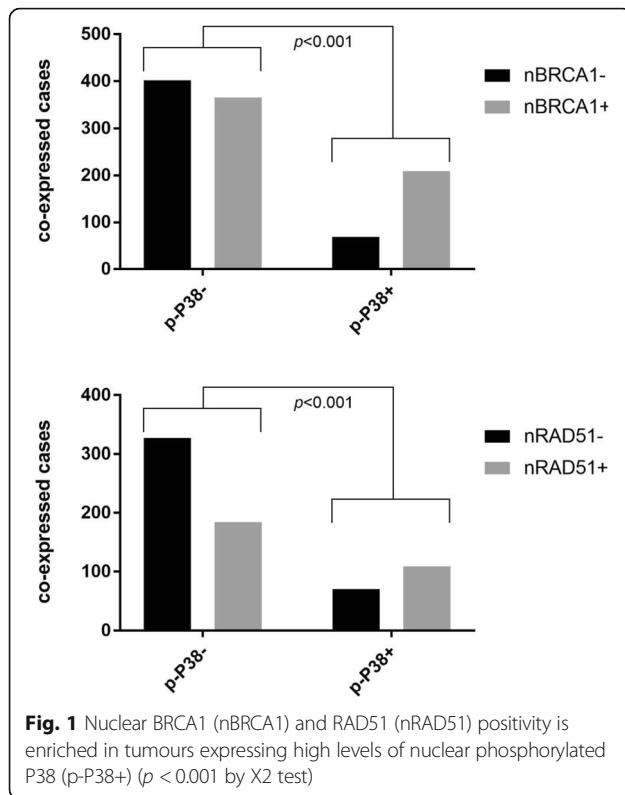 500
400
300
200
100
0
co-expressed cases
p<0.001
nBRCA1-
nBRCA1+
p-P38-
p-P38+
400
300
200
100
0
co-expressed cases
p<0.001
nRAD51-
nRAD51+
p-P38-
p-P38+
Fig. 1 Nuclear BRCA1 (nBRCA1) and RAD51 (nRAD51) positivity is
enriched in tumours expressing high levels of nuclear phosphorylated
P38 (p-P38+) (p < 0.001 by X2 test)